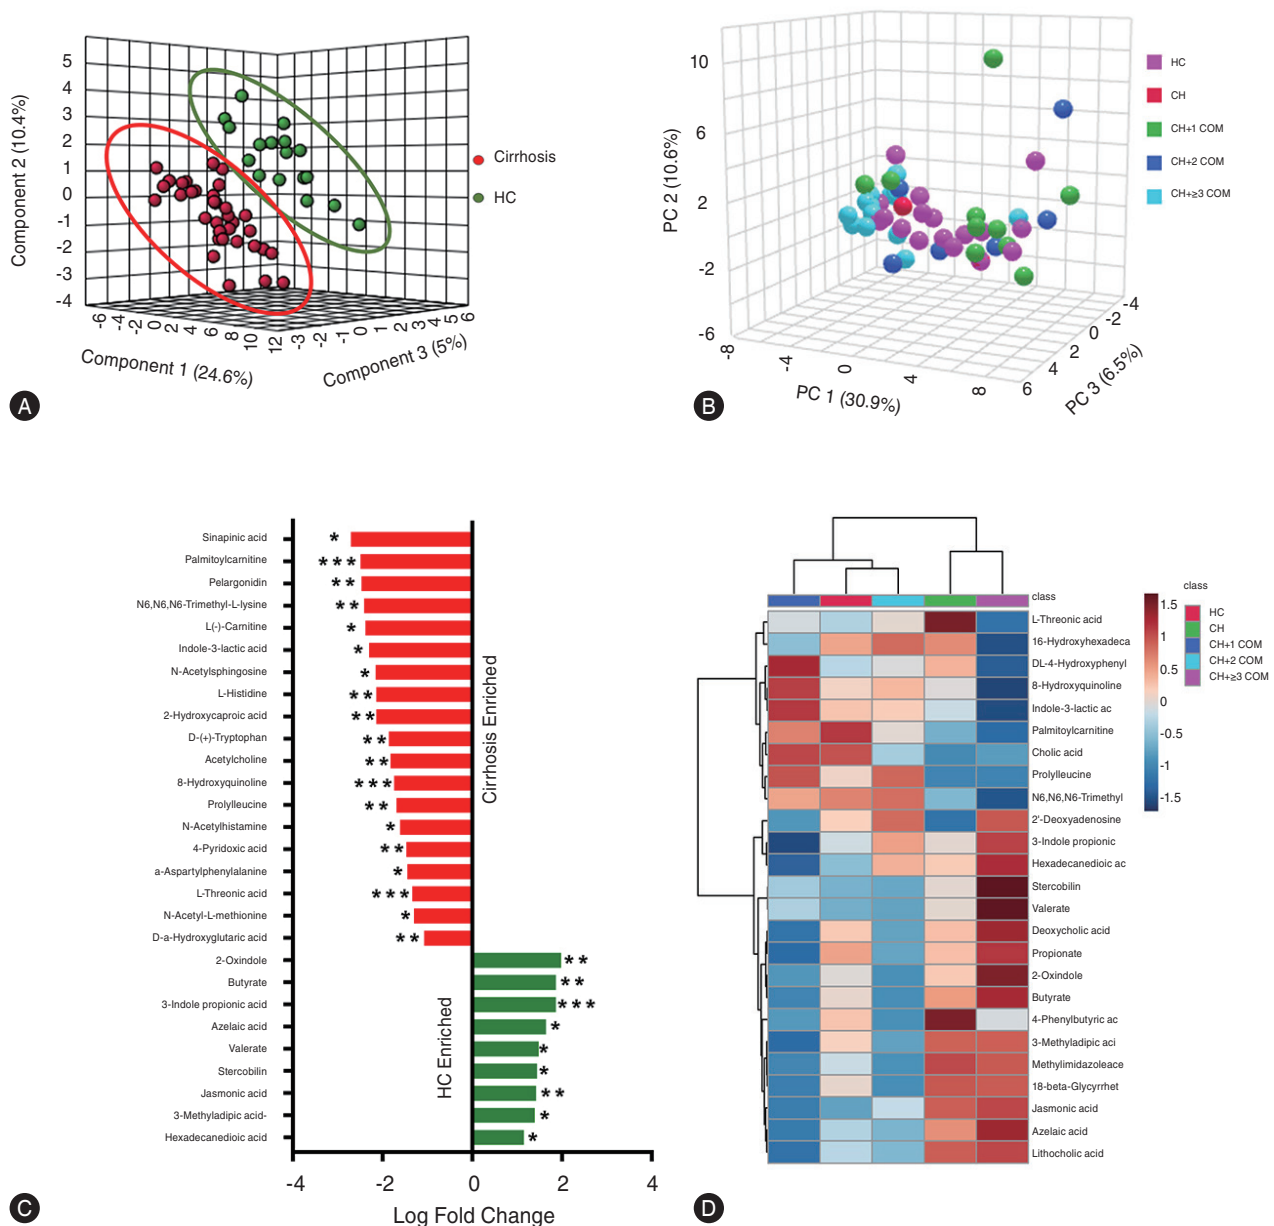 5
4
3
2
1
0
-1
-2
-3
-4
Component 2 (10.4%)
-6 -4 -2 0 2 4 6 8 10 12
Component 1 (24.6%)
-3 -2 -1 0 1 2 3 4 5 6
Component 3 (5%)
Cirrhosis
HC
A
10
6
2
-2
-6
PC 2 (10.6%)
-8 -4 0 4 8
PC 1 (30.9%)
6 4 2 0 -2 -4
PC 3 (6.5%)
HC
CH
CH+1 COM
CH+2 COM
CH+≥3 COM
B
Sinapinic acid *
Palmitoylcarnitine ***
Pelargonidin **
N6,N6,N6-Trimethyl-L-lysine **
L(-)-Carnitine *
Indole-3-lactic acid *
N-Acetylsphingosine *
L-Histidine **
2-Hydroxycaproic acid **
D-(+)-Tryptophan **
Acetylcholine **
8-Hydroxyquinoline ***
Prolylleucine **
N-Acetylhistamine *
4-Pyridoxic acid **
a-Aspartylphenylalanine *
L-Threonic acid ***
N-Acetyl-L-methionine *
D-a-Hydroxyglutaric acid **
2-Oxindole **
Butyrate **
3-Indole propionic acid ***
Azelaic acid *
Valerate *
Stercobilin *
Jasmonic acid **
3-Methyladipic acid- *
Hexadecanedioic acid *
Cirrhosis Enriched
HC Enriched
-4 -2 0 2 4
Log Fold Change
C
class
L-Threonic acid
16-Hydroxyhexadeca
DL-4-Hydroxyphenyl
8-Hydroxyquinoline
Indole-3-lactic ac
Palmitoylcarnitine
Cholic acid
Prolylleucine
N6,N6,N6-Trimethyl
2'-Deoxyadenosine
3-Indole propionic
Hexadecanedioic ac
Stercobilin
Valerate
Deoxycholic acid
Propionate
2-Oxindole
Butyrate
4-Phenylbutyric ac
3-Methyladipic aci
Methylimidazoleace
18-beta-Glycyrrhet
Jasmonic acid
Azelaic acid
Lithocholic acid
1.5
1
0.5
0
-0.5
-1
-1.5
class
HC
CH
CH+1 COM
CH+2 COM
CH+≥3 COM
D